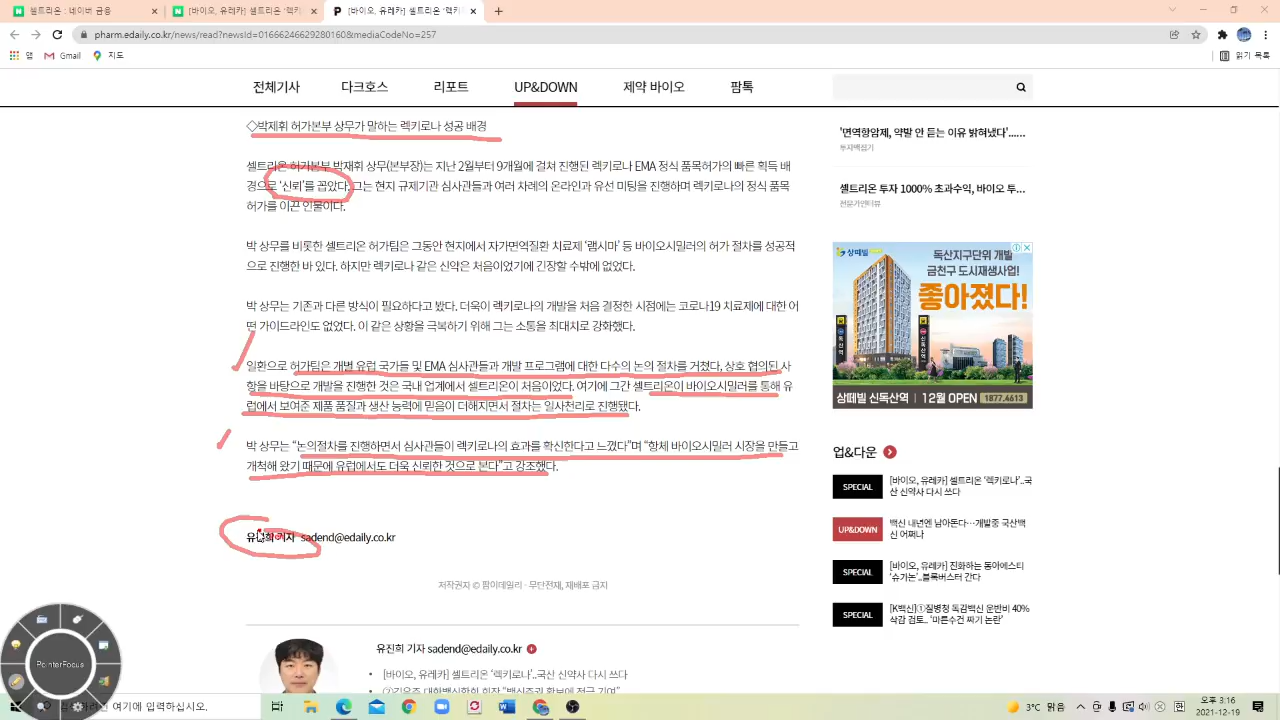 셀트리온 : 네이버 금융
[바이오, 유레카] 셀트리온 '렉키
[바이오, 유레카] 셀트리온 '렉키
pharm.edaily.co.kr/news/read?newsId=01666246629280160&mediaCodeNo=257
앱
Gmail
지도
읽기 목록
전체기사
다크호스
리포트
UP&DOWN
제약 바이오
팜톡
◇박재휘 허가본부 상무가 말하는 렉키로나 성공 배경
셀트리온 허가본부 박재휘 상무(본부장)는 지난 2월부터 9개월에 걸쳐 진행된 렉키로나 EMA 정식 품목허가의 빠른 획득 배
경으로 '신뢰'를 꼽았다. 그는 현지 규제기관 심사관들과 여러 차례의 온라인과 유선 미팅을 진행하며 렉키로나의 정식 품목
허가를 이끈 인물이다.
박 상무를 비롯한 셀트리온 허가팀은 그동안 현지에서 자가면역질환 치료제 '램시마' 등 바이오시밀러의 허가 절차를 성공적
으로 진행한 바 있다. 하지만 렉키로나 같은 신약은 처음이었기에 긴장할 수밖에 없었다.
박 상무는 기존과 다른 방식이 필요하다고 봤다. 더욱이 렉키로나의 개발을 처음 결정한 시점에는 코로나19 치료제에 대한 어
떤 가이드라인도 없었다. 이 같은 상황을 극복하기 위해 그는 소통을 최대치로 강화했다.
일환으로 허가팀은 개별 유럽 국가들 및 EMA 심사관들과 개발 프로그램에 대한 다수의 논의 절차를 거쳤다. 상호 협의된 사
항을 바탕으로 개발을 진행한 것은 국내 업계에서 셀트리온이 처음이었다. 여기에 그간 셀트리온이 바이오시밀러를 통해 유
럽에서 보여준 제품 품질과 생산 능력에 믿음이 더해지면서 절차는 일사천리로 진행됐다.
박 상무는 “논의절차를 진행하면서 심사관들이 렉키로나의 효과를 확신한다고 느꼈다”며 “항체 바이오시밀러 시장을 만들고
개척해 왔기 때문에 유럽에서도 더욱 신뢰한 것으로 본다”고 강조했다.
기자 sadend@edaily.co.kr
저작권자 © 팜이데일리 - 무단전재, 재배포 금지
유진희 기자 sadend@edaily.co.kr
[바이오, 유레카] 셀트리온 ‘렉키로나’..국산 신약사 다시 쓰다
'면역항암제, 약발 안 듣는 이유 밝혀냈다'......
투자백점기
셀트리온 투자 1000% 초과수익, 바이오 투...
전문가인터뷰
상떼빌
독산지구단위 개발
금천구 도시재생사업!
좋아졌다!
상떼빌 신독산역 | 12월 OPEN 1877.4613
업&다운
SPECIAL [바이오, 유레카] 셀트리온 ‘렉키로나’..국
산 신약사 다시 쓰다
UP&DOWN 백신 내년엔 남아돈다…개발중 국산백
신 어쩌나
SPECIAL [바이오, 유레카] 진화하는 동아에스티
‘슈가논’..블록버스터 간다
SPECIAL [K백신]①질병청 독감백신 운반비 40%
삭감 검토.. ‘마른수건 짜기 논란’
PointerFocus
여기에 입력하십시오.
3°C 맑음
오후 3:16
2021-12-19